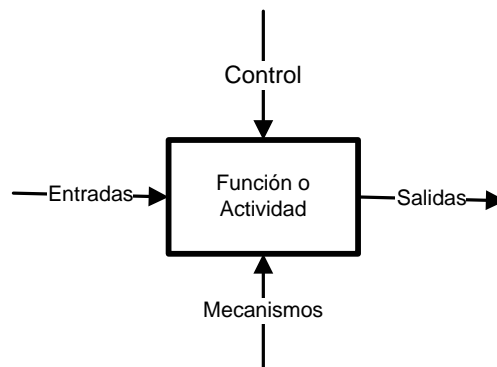 Control
Entradas
Función o
Actividad
Salidas
Mecanismos